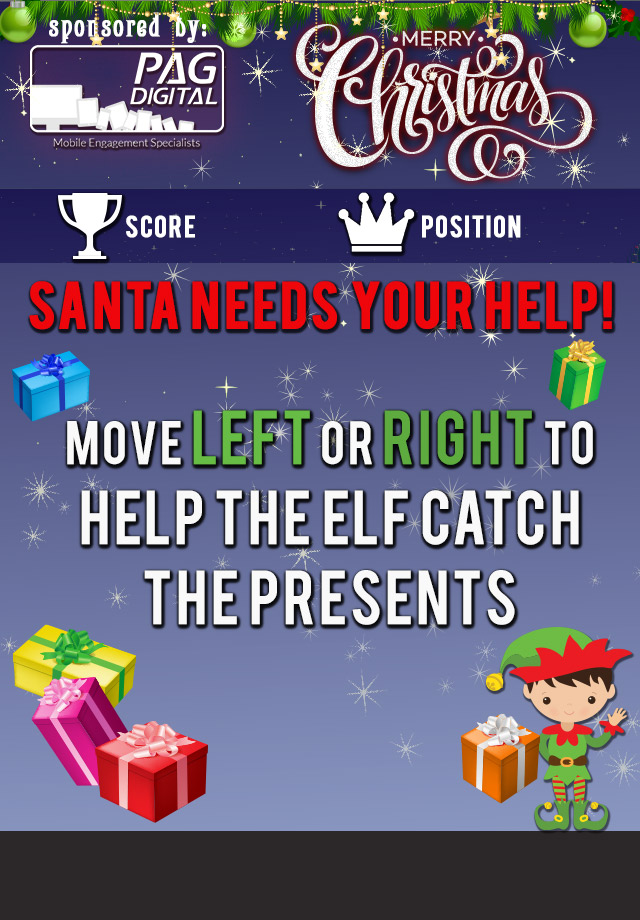 sponsored by:
PAG
DIGITAL
Mobile Engagement Specialists
·MERRY·
Christmas
SCORE
POSITION
SANTA NEEDS YOUR HELP!
MOVE LEFT OR RIGHT TO
HELP THE ELF CATCH
THE PRESENTS